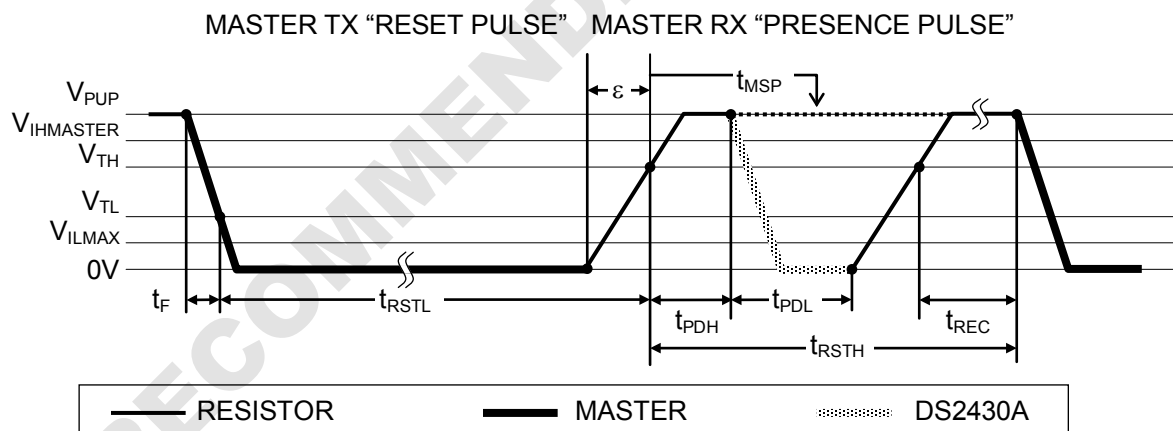 MASTER TX “RESET PULSE” MASTER RX “PRESENCE PULSE”
ε
tMSP
VPUP
VIHMASTER
VTH
VTL
VILMAX
0V
tF
tRSTL
tPDH
tPDL
tREC
tRSTH
RESISTOR MASTER DS2430A
RECOMMEND